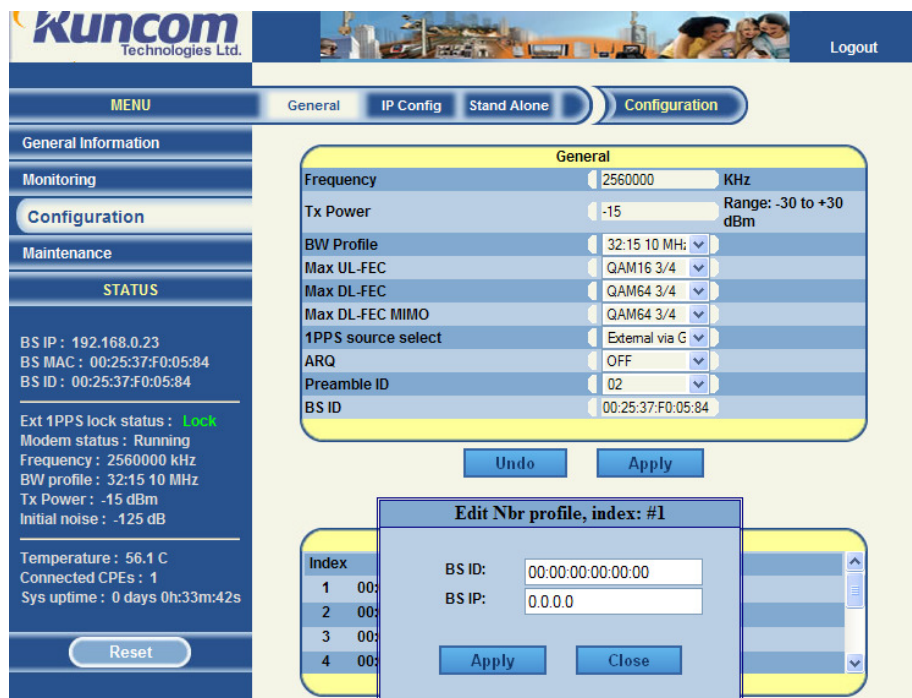 Runcom
Technologies Ltd.
Logout
MENU
General Information
Monitoring
Configuration
Maintenance
STATUS
BS IP : 192.168.0.23
BS MAC : 00:25:37:F0:05:84
BS ID : 00:25:37:F0:05:84
Ext 1PPS lock status : Lock
Modem status : Running
Frequency : 2560000 kHz
BW profile : 32:15 10 MHz
Tx Power : -15 dBm
Initial noise : -125 dB
Temperature : 56.1 C
Connected CPEs : 1
Sys uptime : 0 days 0h:33m:42s
Reset
General IP Config Stand Alone Configuration
General
Frequency 2560000 KHz
Tx Power -15 Range: -30 to +30 dBm
BW Profile 32:15 10 MH
Max UL-FEC QAM16 3/4
Max DL-FEC QAM64 3/4
Max DL-FEC MIMO QAM64 3/4
1PPS source select External via G
ARQ OFF
Preamble ID 02
BS ID 00:25:37:F0:05:84
Undo Apply
Index
1 00:
2 00:
3 00:
4 00:
Edit Nbr profile, index: #1
BS ID: 00:00:00:00:00:00
BS IP: 0.0.0.0
Apply Close